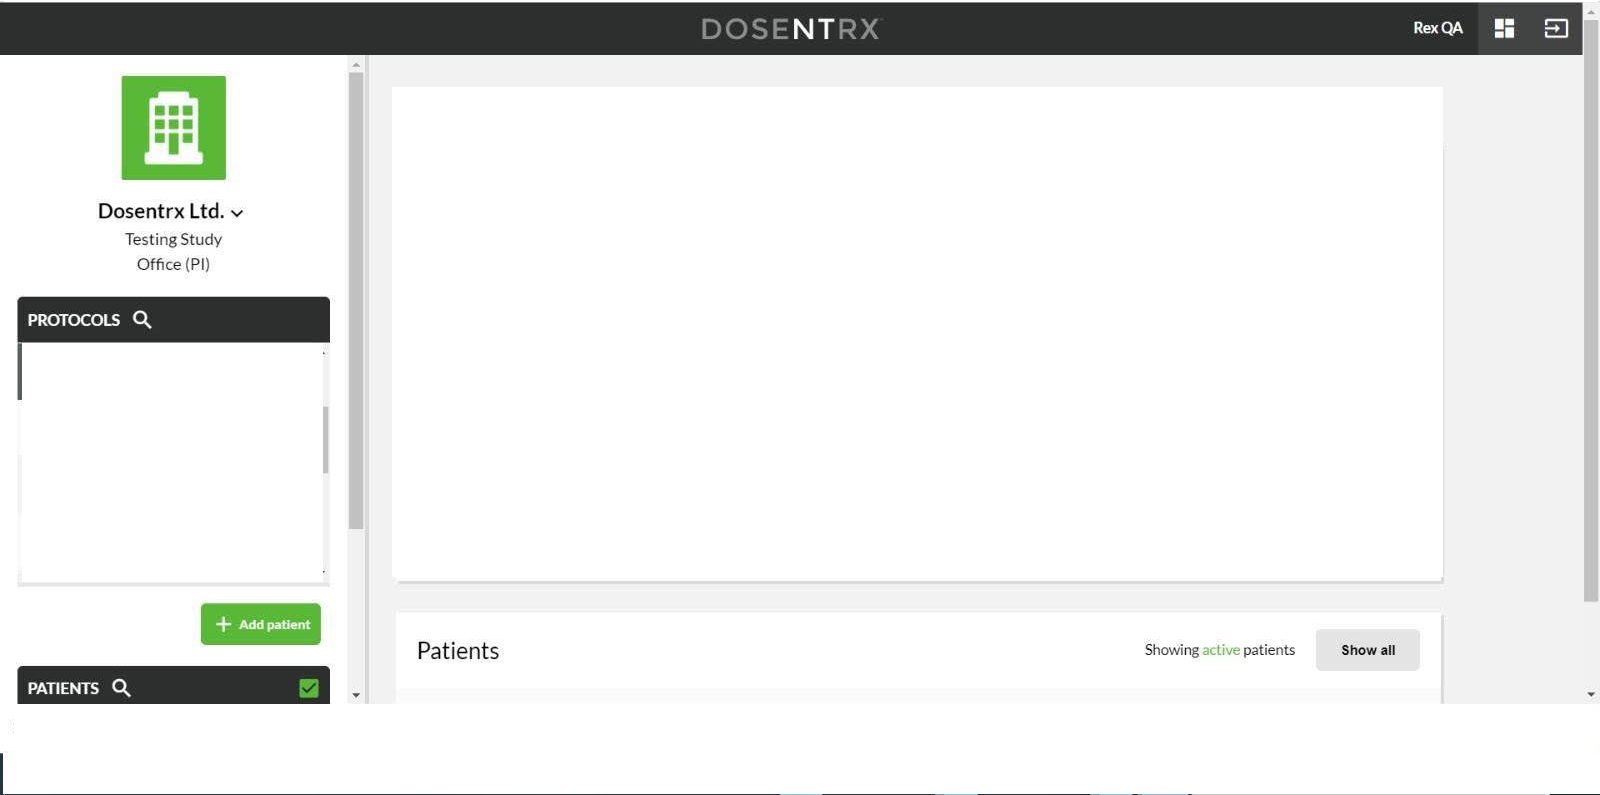 DOSENTRX
Rex QA
Dosentrx Ltd.
Testing Study
Office (PI)
PROTOCOLS
Add patient
PATIENTS
Patients
Showing active patients
Show all